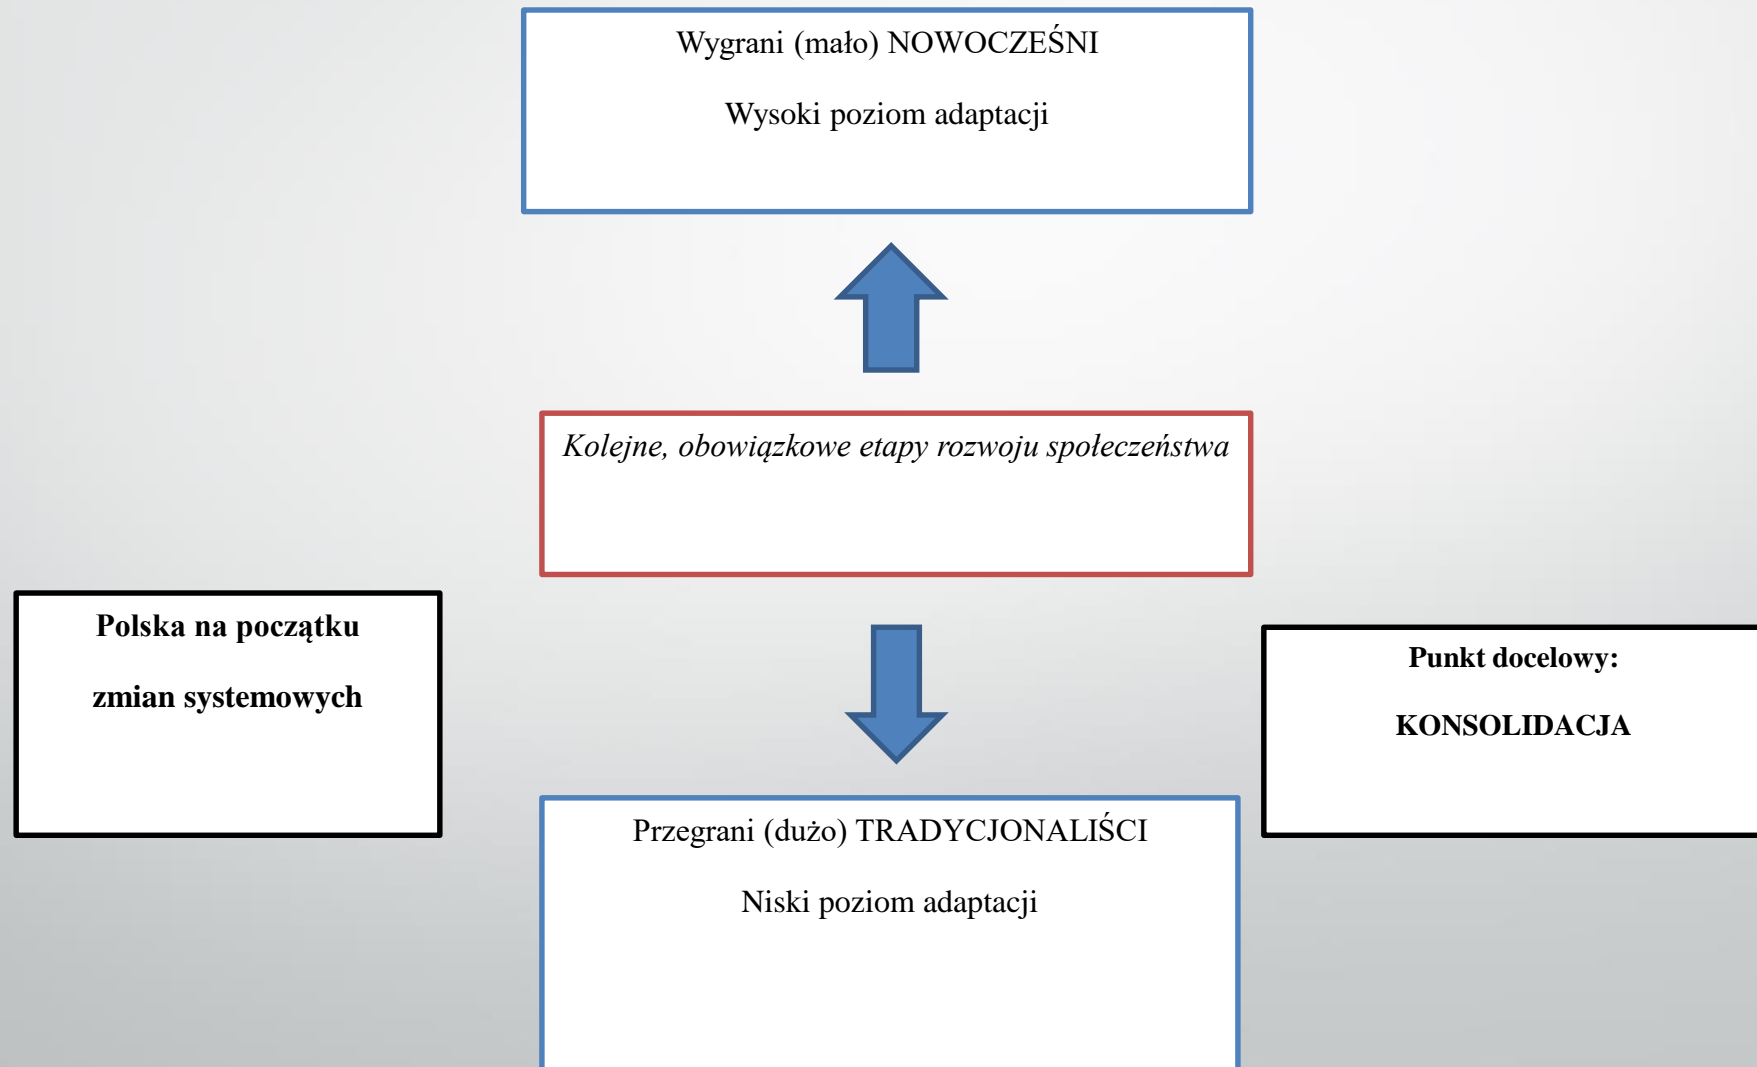 Wygrani (mało) NOWOCZEŚNI
Wysoki poziom adaptacji
Kolejne, obowiązkowe etapy rozwoju społeczeństwa
Polska na początku
zmian systemowych
Punkt docelowy:
KONSOLIDACJA
Przegrani (dużo) TRADYCJONALIŚCI
Niski poziom adaptacji